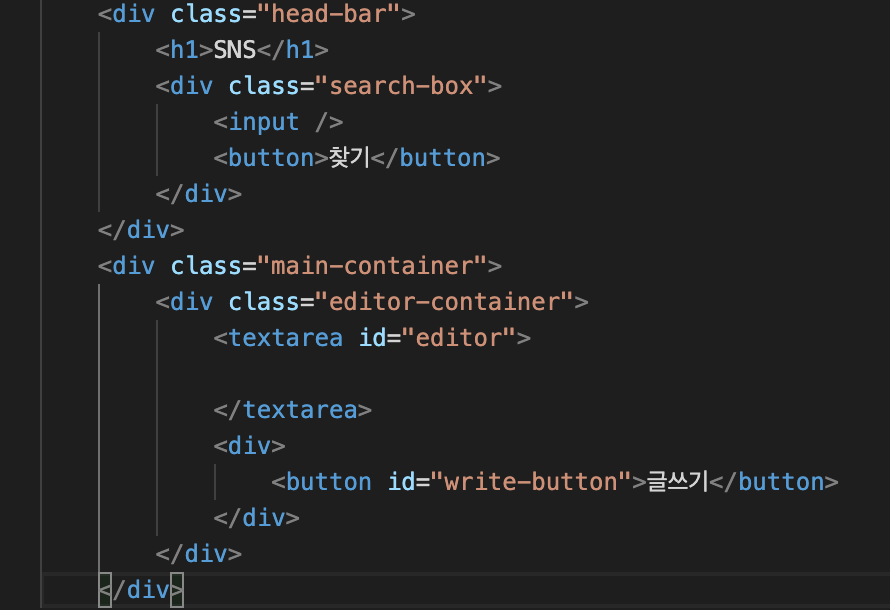 <div class="head-bar">
<h1>SNS</h1>
<div class="search-box">
<input />
<button>찾기</button>
</div>
</div>
<div class="main-container">
<div class="editor-container">
<textarea id="editor">
</textarea>
<div>
<button id="write-button">글쓰기</button>
</div>
</div>
</div>